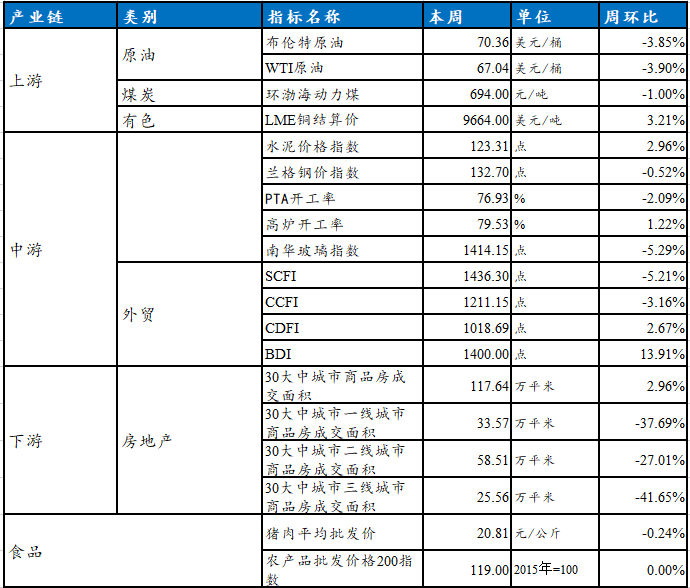 产业链 类别 指标名称 本周 单位 周环比
上游 原油 布伦特原油 70.36 美元/桶 -3.85%
WTI原油 67.04 美元/桶 -3.90%
煤炭 环渤海动力煤 694.00 元/吨 -1.00%
有色 LME铜结算价 9664.00 美元/吨 3.21%
中游 水泥价格指数 123.31 点 2.96%
兰格钢价指数 132.70 点 -0.52%
PTA开工率 76.93 % -2.09%
高炉开工率 79.53 % 1.22%
南华玻璃指数 1414.15 点 -5.29%
外贸 SCFI 1436.30 点 -5.21%
CCFI 1211.15 点 -3.16%
CDFI 1018.69 点 2.67%
BDI 1400.00 点 13.91%
下游 房地产 30大中城市商品房成
交面积 117.64 万平米 2.96%
30大中城市一线城市
商品房成交面积 33.57 万平米 -37.69%
30大中城市二线城市
商品房成交面积 58.51 万平米 -27.01%
30大中城市三线城市
商品房成交面积 25.56 万平米 -41.65%
食品 猪肉平均批发价 20.81 元/公斤 -0.24%
农产品批发价格200指
数 119.00 2015年=100 0.00%